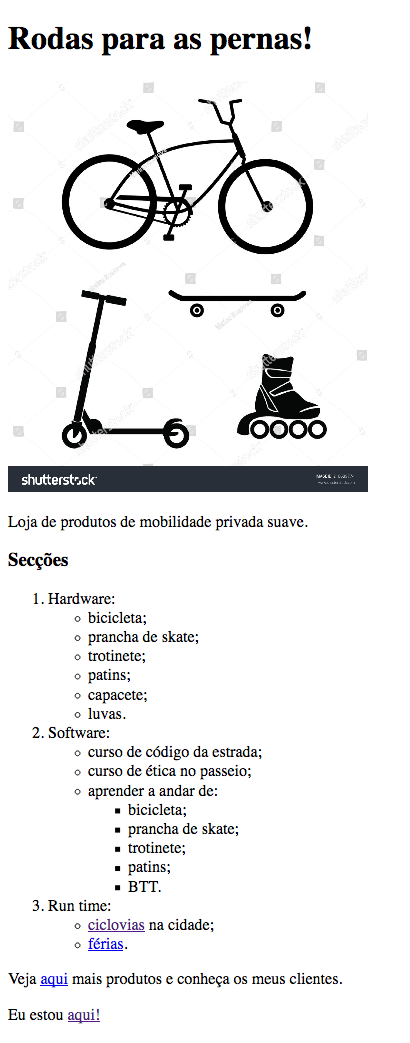 Rodas para as pernas!
shutterstock
Loja de produtos de mobilidade privada suave.
Secções
1. Hardware:
bicicleta;
prancha de skate;
trotinete;
patins;
capacete;
luvas.
2. Software:
curso de código da estrada;
curso de ética no passeio;
aprender a andar de:
bicicleta;
prancha de skate;
trotinete;
patins;
BTT.
3. Run time:
ciclovias na cidade;
férias.
Veja aqui mais produtos e conheça os meus clientes.
Eu estou aqui!